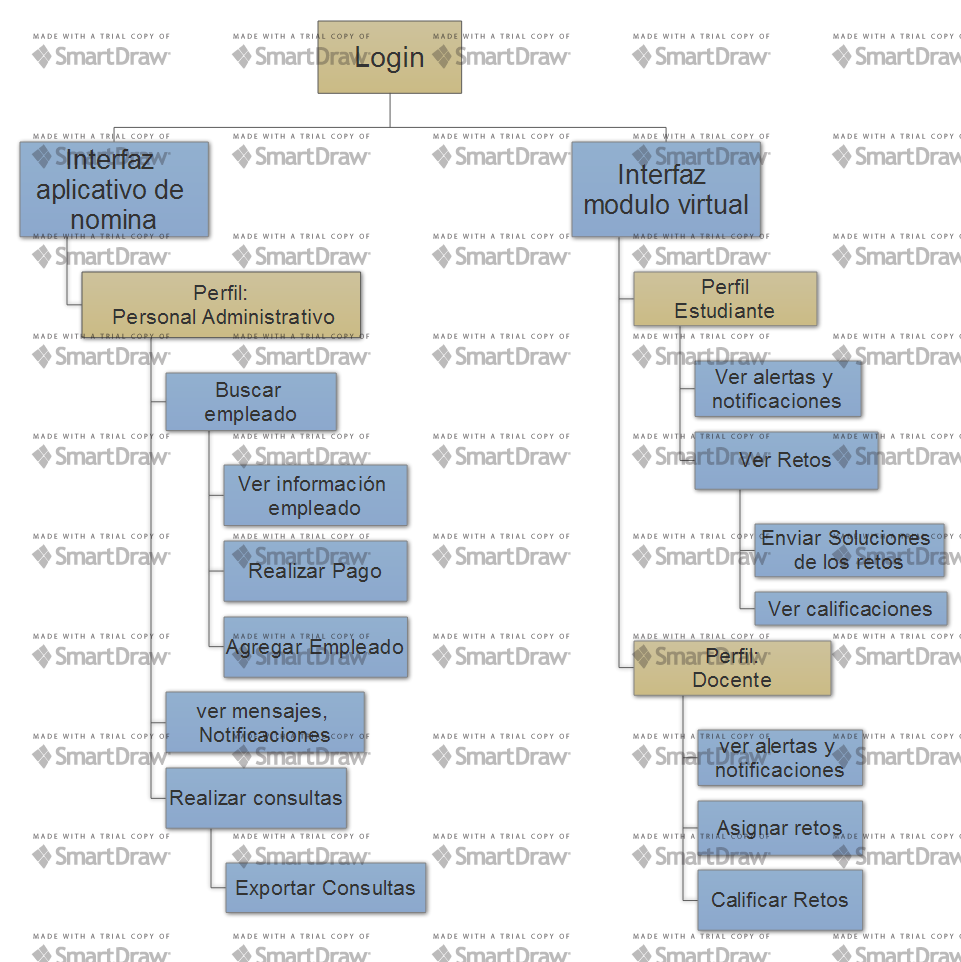 Login
Interfaz
aplicativo de
nomina
Perfil:
Personal Administrativo
Buscar
empleado
Ver información
empleado
Realizar Pago
Agregar Empleado
ver mensajes,
Notificaciones
Realizar consultas
Exportar Consultas
Interfaz
modulo virtual
Perfil
Estudiante
Ver alertas y
notificaciones
Ver Retos
Enviar Soluciones
de los retos
Ver calificaciones
Perfil:
Docente
ver alertas y
notificaciones
Asignar retos
Calificar Retos
MADE WITH A TRIAL COPY OF
SmartDraw